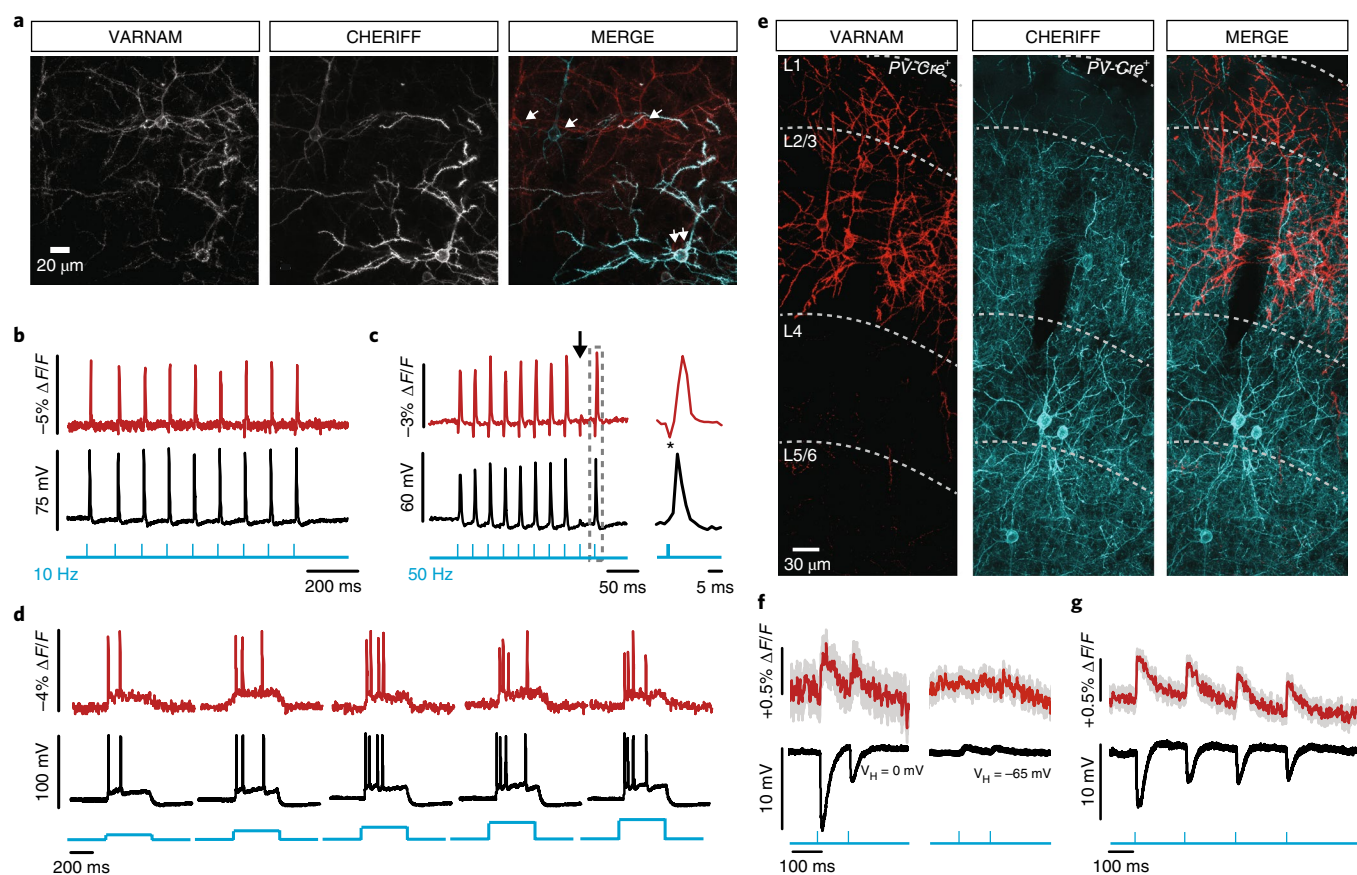 a
VARNAM
CHERIFF
MERGE
20 μm
b
–5% ΔF/F
75 mV
10 Hz
200 ms
c
–3% ΔF/F
*
60 mV
50 Hz
50 ms
5 ms
d
–4% ΔF/F
100 mV
200 ms
e
VARNAM
CHERIFF
MERGE
PV-Cre+
PV-Cre+
L1
L2/3
L4
L5/6
30 μm
f
+0.5% ΔF/F
10 mV
VH = 0 mV
VH = –65 mV
100 ms
g
+0.5% ΔF/F
10 mV
100 ms